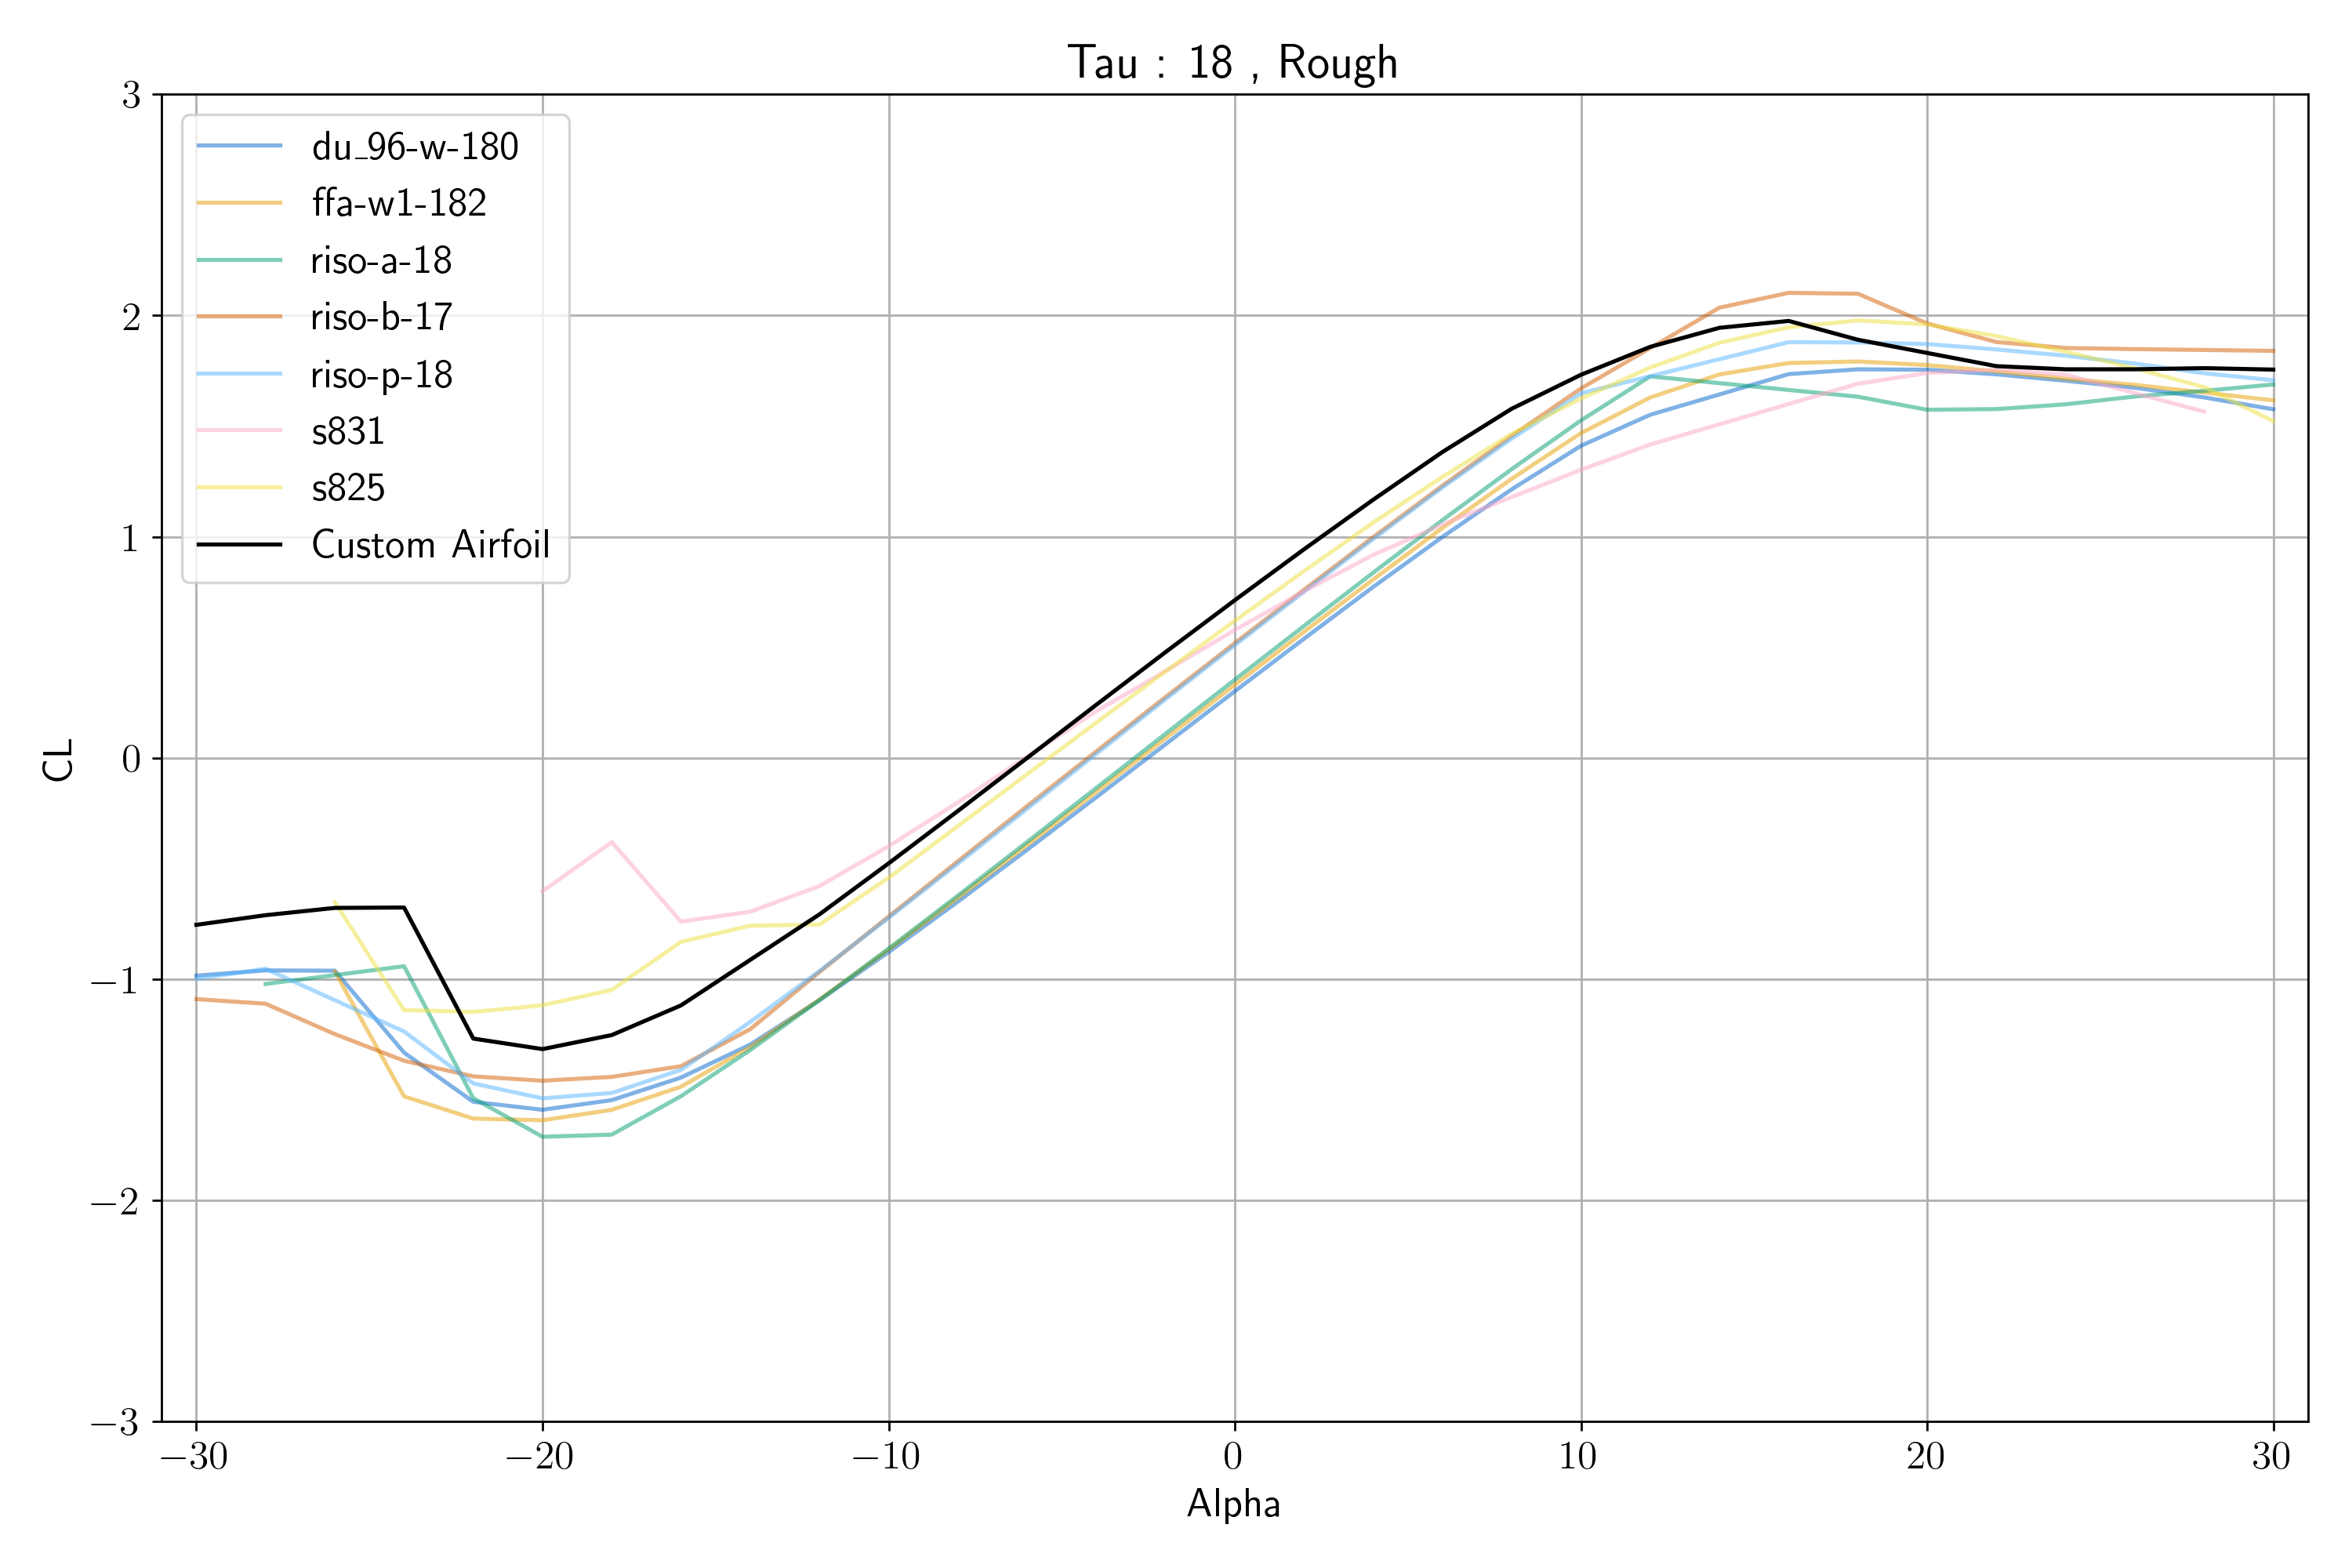 Tau : 18 , Rough
3
2
1
0
−1
−2
−3
CL
du_96-w-180
ffa-w1-182
riso-a-18
riso-b-17
riso-p-18
s831
s825
Custom Airfoil
−30
−20
−10
0
10
20
30
Alpha